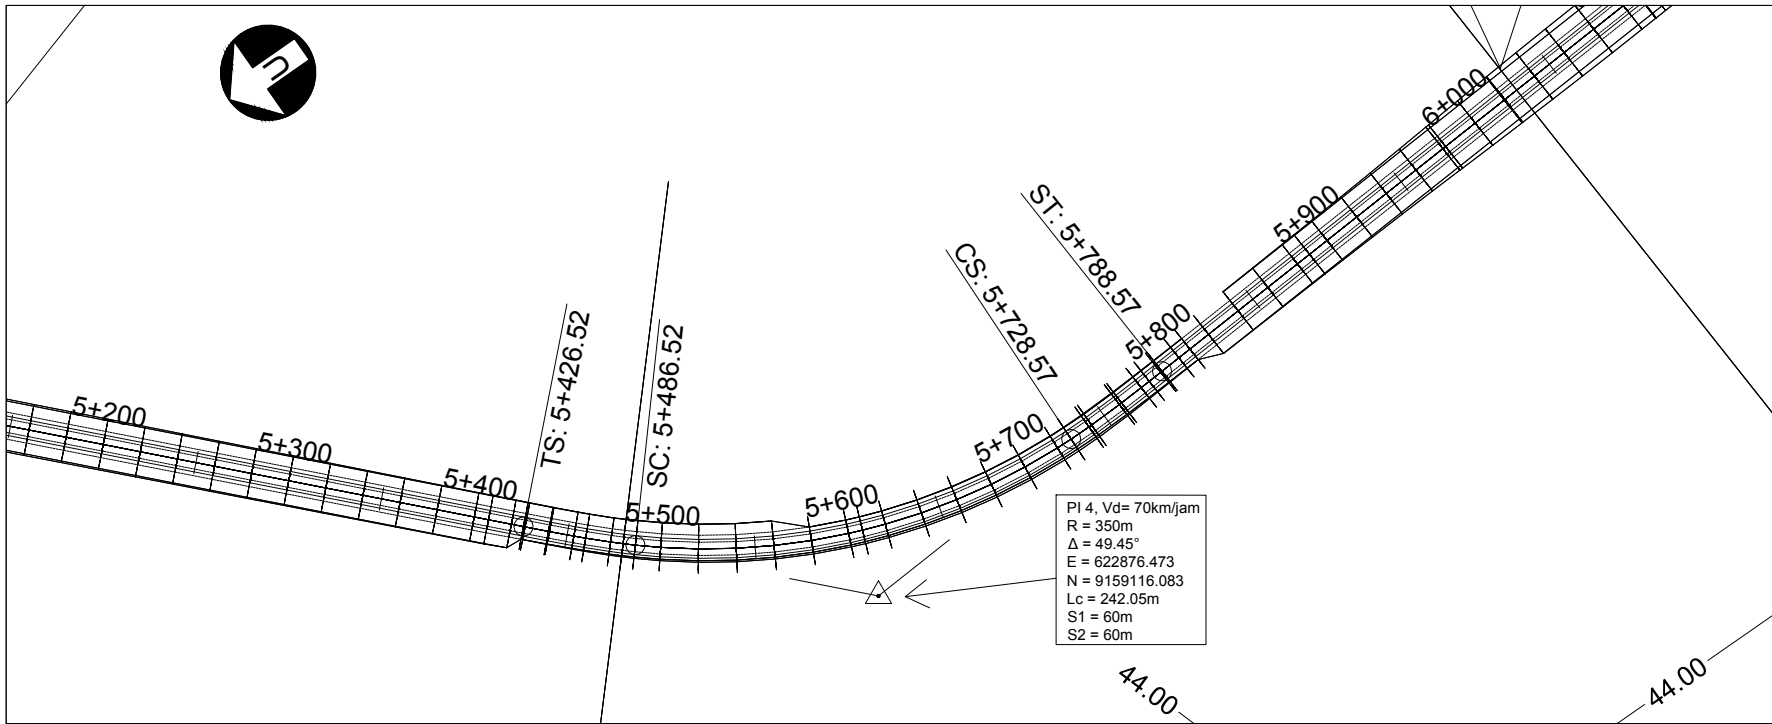 U
5+200
5+300
5+400
TS: 5+426.52
SC: 5+486.52
5+500
5+600
5+700
CS: 5+728.57
ST: 5+788.57
5+800
5+900
6+000
PI 4, Vd= 70km/jam
R = 350m
Δ = 49.45°
E = 622876.473
N = 9159116.083
Lc = 242.05m
S1 = 60m
S2 = 60m
44.00
44.00